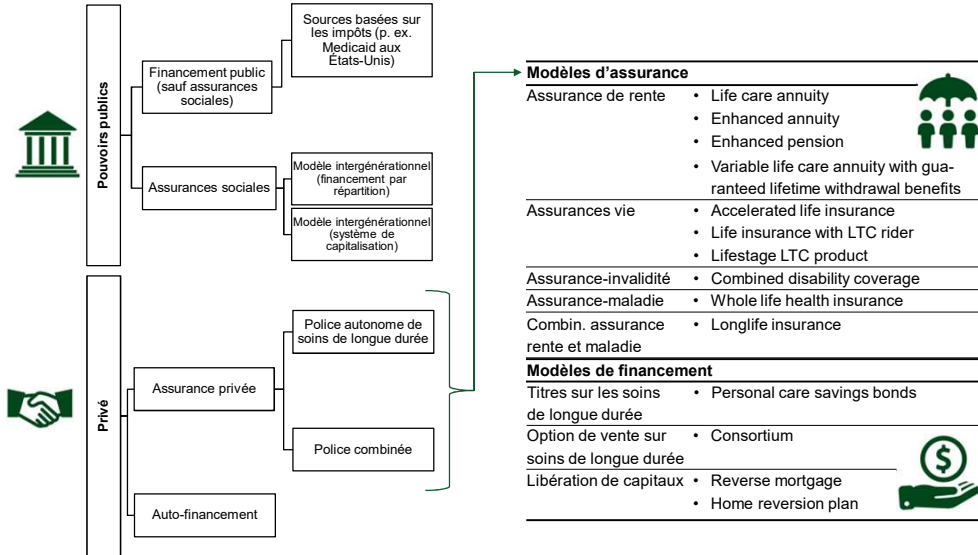 Pouvoirs publics
Financement public
(sauf assurances
sociales)
Sources basées sur
les impôts (p. ex.
Medicaid aux
États-Unis)
Assurances sociales
Modèle intergénérationnel
(financement par
répartition)
Modèle intergénérationnel
(système de
capitalisation)
Privé
Assurance privée
Police autonome de
soins de longue durée
Police combinée
Auto-financement
Modèles d’assurance
Assurance de rente • Life care annuity
• Enhanced annuity
• Enhanced pension
• Variable life care annuity with gua-
ranteed lifetime withdrawal benefits
Assurances vie • Accelerated life insurance
• Life insurance with LTC rider
• Lifestage LTC product
Assurance-invalidité • Combined disability coverage
Assurance-maladie • Whole life health insurance
Combin. assurance • Longlife insurance
rente et maladie
Modèles de financement
Titres sur les soins • Personal care savings bonds
de longue durée
Option de vente sur • Consortium
soins de longue durée
Libération de capitaux • Reverse mortgage
• Home reversion plan
$